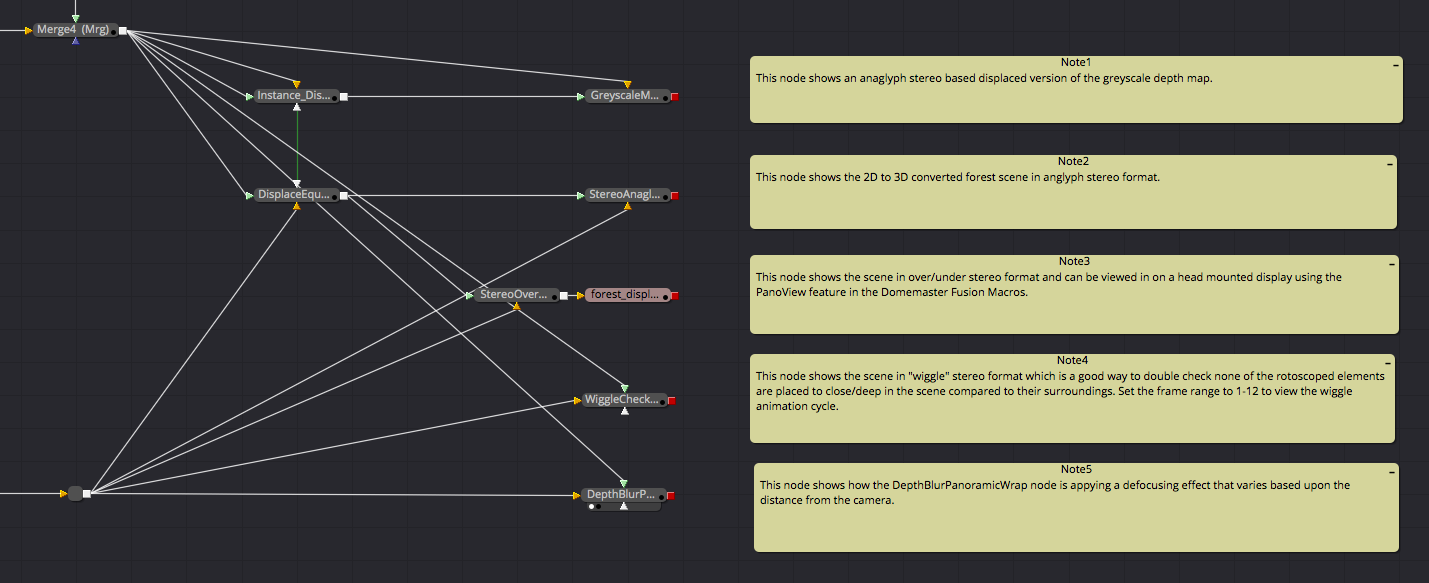 Merge4 (Mrg)
Instance_Dis...
GreyscaleM...
DisplaceEqu...
StereoAnagl...
StereoOver...
forest_displ...
WiggleCheck...
DepthBlurP...
Note1
This node shows an anaglyph stereo based displaced version of the greyscale depth map.
Note2
This node shows the 2D to 3D converted forest scene in anglyph stereo format.
Note3
This node shows the scene in over/under stereo format and can be viewed in on a head mounted display using the
PanoView feature in the Domemaster Fusion Macros.
Note4
This node shows the scene in "wiggle" stereo format which is a good way to double check none of the rotoscoped elements
are placed to close/deep in the scene compared to their surroundings. Set the frame range to 1-12 to view the wiggle
animation cycle.
Note5
This node shows how the DepthBlurPanoramicWrap node is appying a defocusing effect that varies based upon the
distance from the camera.